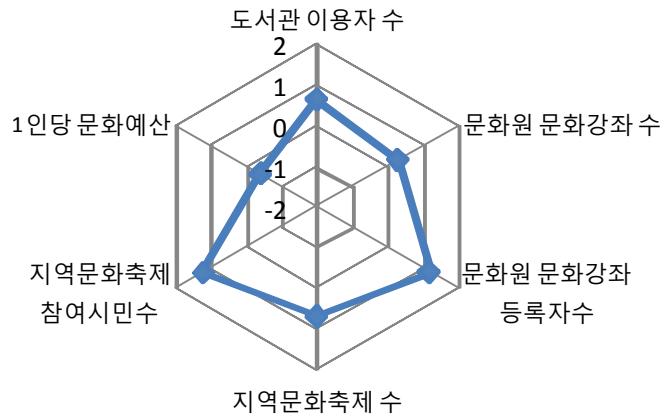 도서관 이용자 수
2
1인당 문화예산
1
0
문화원 문화강좌 수
-1
-2
지역문화축제
참여시민수
문화원 문화강좌
등록자수
지역문화축제 수